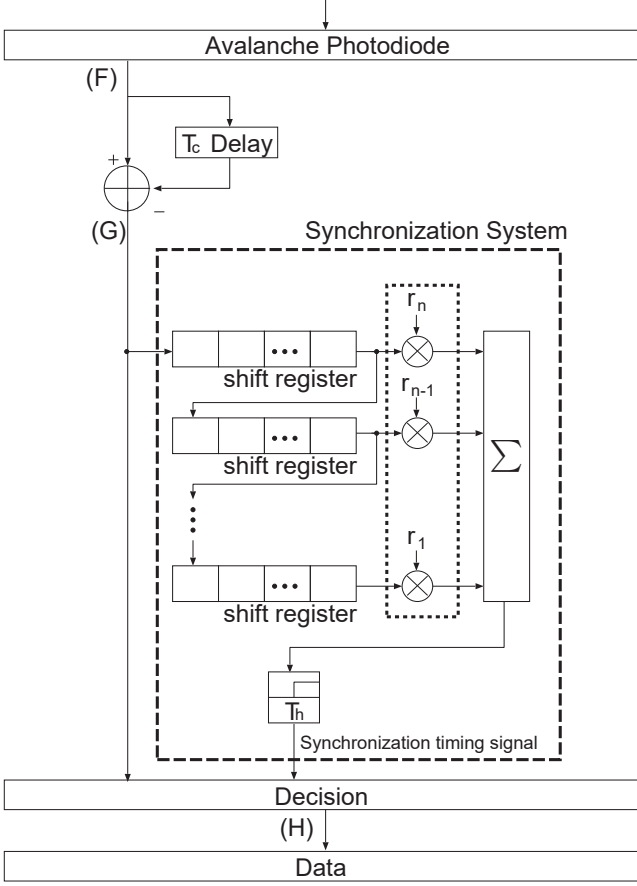 Avalanche Photodiode
(F)
Tc Delay
+
−
(G)
Synchronization System
rn
shift register
rn-1
shift register
∑
r1
shift register
Th
Synchronization timing signal
Decision
(H)
Data